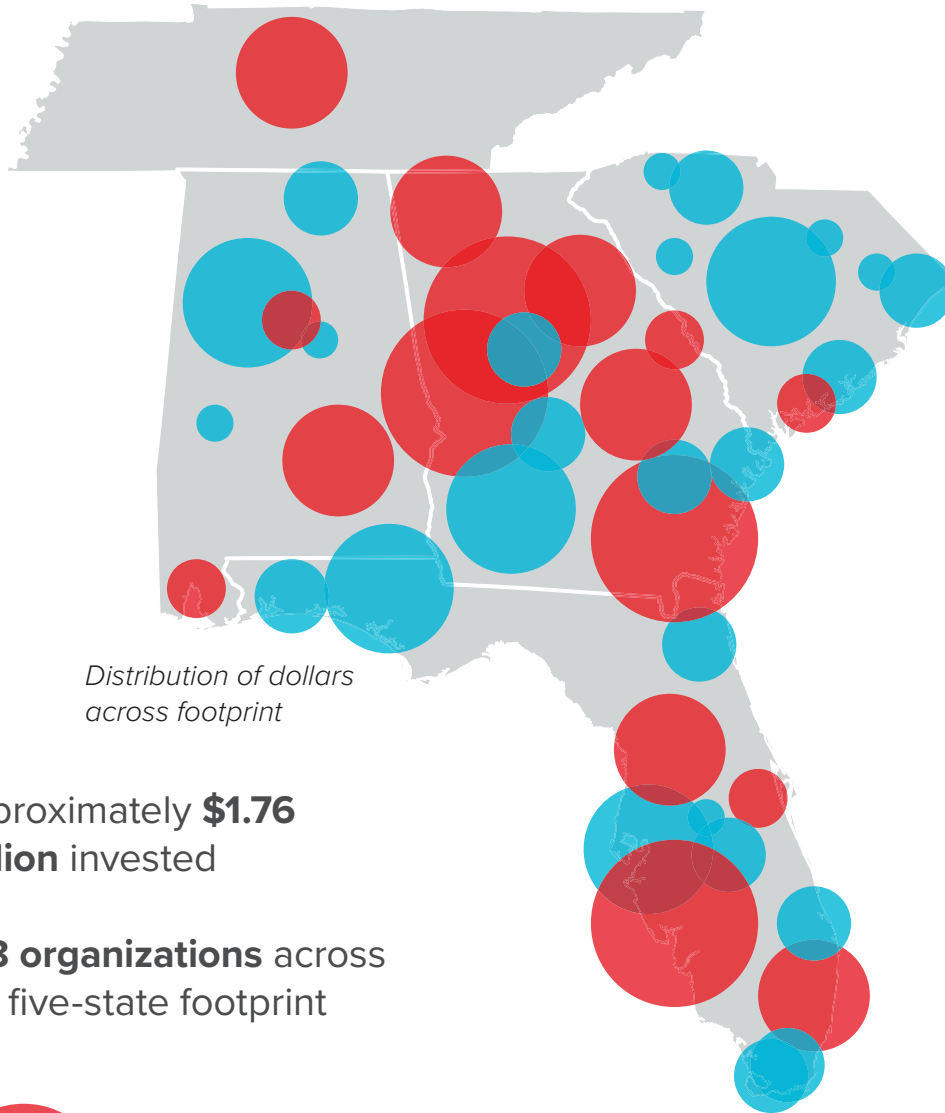 Distribution of dollars
across footprint
proximately $1.76
lion invested
organizations across
five-state footprint